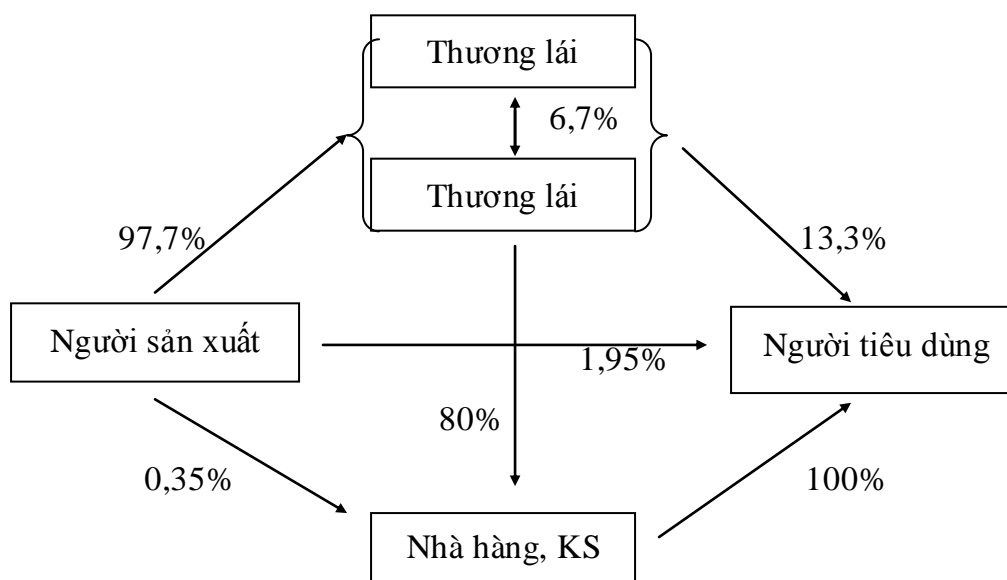 Thương lái
6,7%
Thương lái
97,7%
13,3%
Người sản xuất
1,95%
Người tiêu dùng
80%
0,35%
100%
Nhà hàng, KS